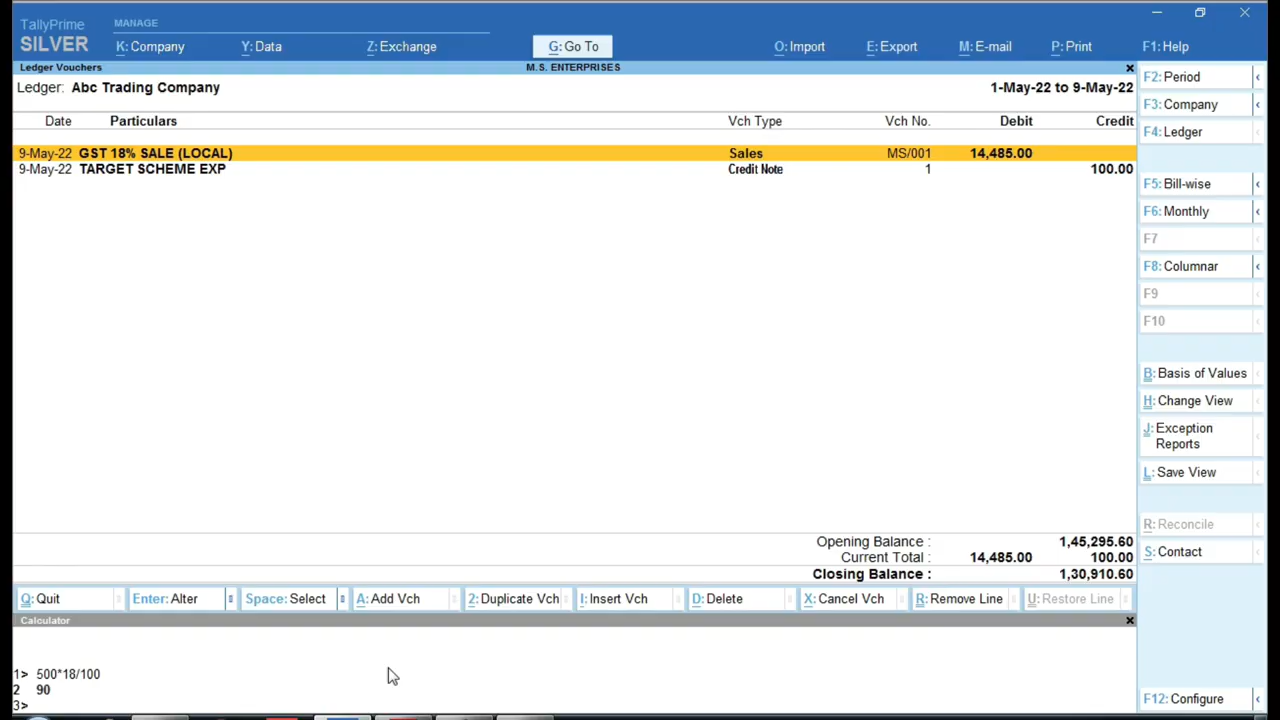 TallyPrime MANAGE
SILVER K: Company Y: Data Z: Exchange G: Go To O: Import E: Export M: E-mail P: Print F1: Help
Ledger Vouchers M.S. ENTERPRISES
Ledger: Abc Trading Company 1-May-22 to 9-May-22
Date Particulars Vch Type Vch No. Debit Credit
9-May-22 GST 18% SALE (LOCAL) Sales MS/001 14,485.00
9-May-22 TARGET SCHEME EXP Credit Note 1 100.00
Opening Balance : 1,45,295.60
Current Total : 14,485.00 100.00
Closing Balance : 1,30,910.60
Q: Quit Enter: Alter Space: Select A: Add Vch 2: Duplicate Vch I: Insert Vch D: Delete X: Cancel Vch R: Remove Line U: Restore Line
Calculator
1> 500*18/100
2 90
3>
F2: Period
F3: Company
F4: Ledger
F5: Bill-wise
F6: Monthly
F7
F8: Columnar
F9
F10
B: Basis of Values
H: Change View
J: Exception
Reports
L: Save View
R: Reconcile
S: Contact
F12: Configure